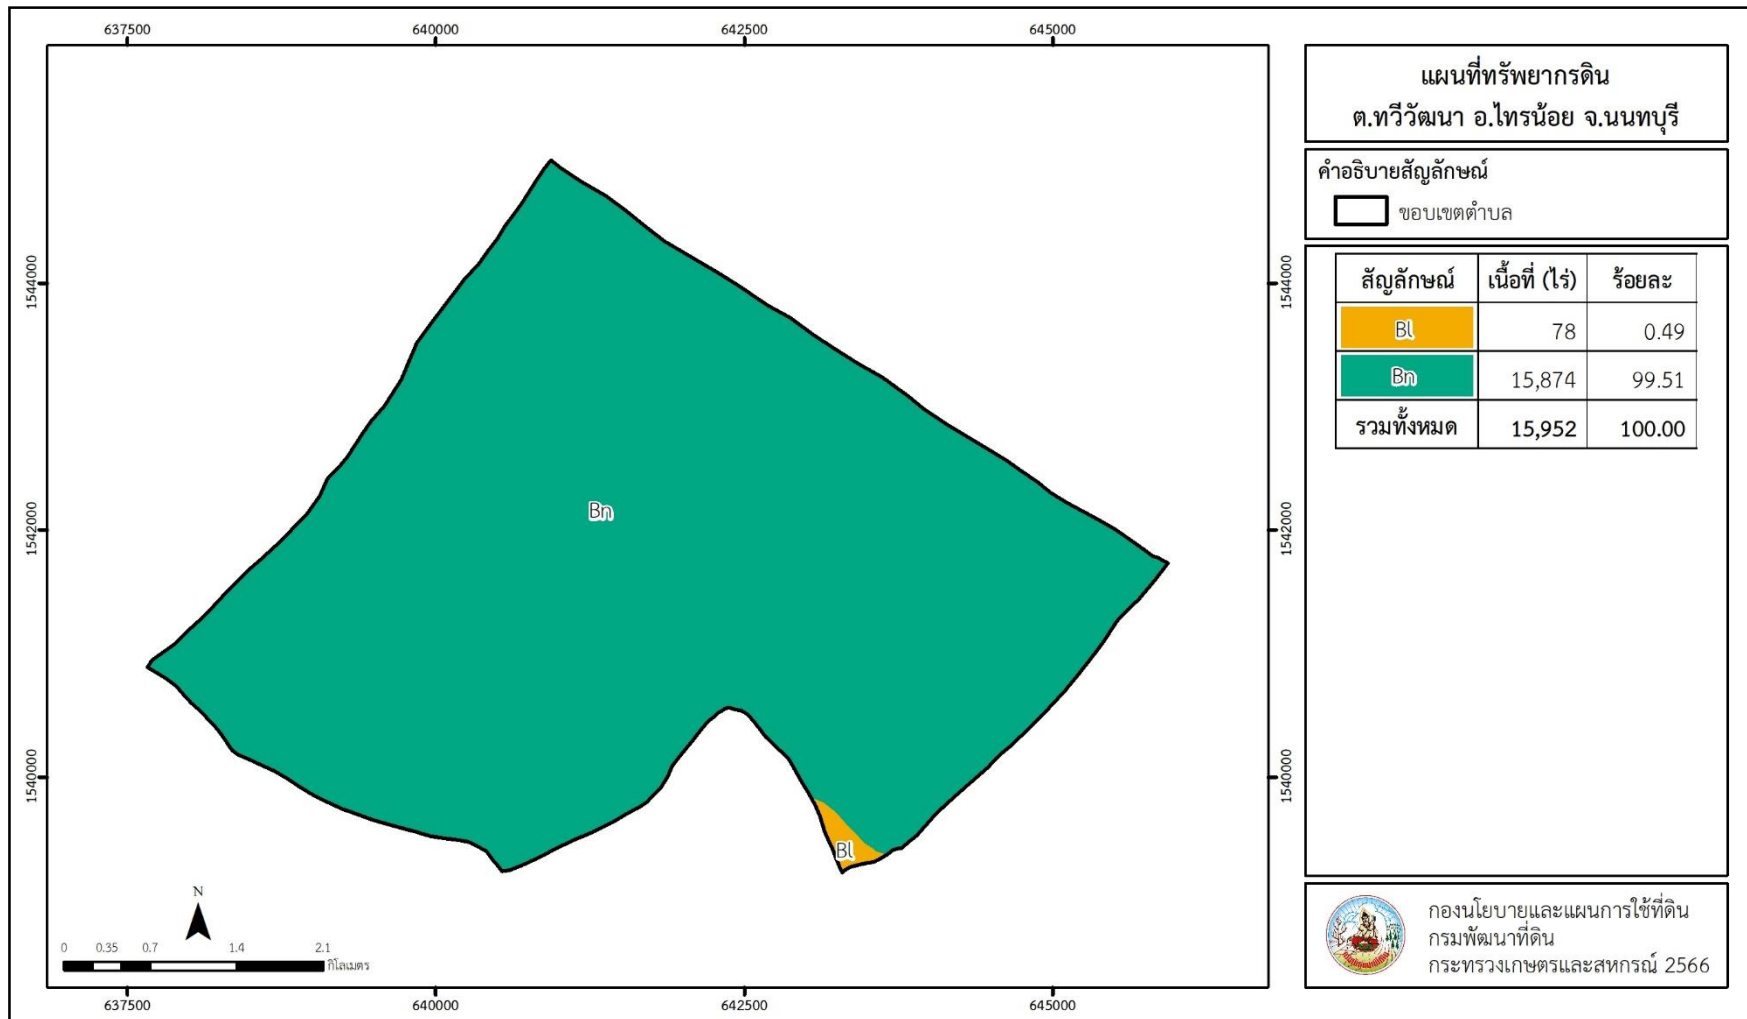 637500 640000 642500 645000
แผนที่ทรัพยากรดิน
ต.ทวีวัฒนา อ.ไทรน้อย จ.นนทบุรี
คำอธิบายสัญลักษณ์
ขอบเขตตำบล
สัญลักษณ์ เนื้อที่ (ไร่) ร้อยละ
Bl 78 0.49
Bn 15,874 99.51
รวมทั้งหมด 15,952 100.00
1544000 1544000
Bn
1542000 1542000
1540000 1540000
Bl
N
0 0.35 0.7 1.4 2.1
กิโลเมตร
กองนโยบายและแผนการใช้ที่ดิน
กรมพัฒนาที่ดิน
กระทรวงเกษตรและสหกรณ์ 2566
637500 640000 642500 645000